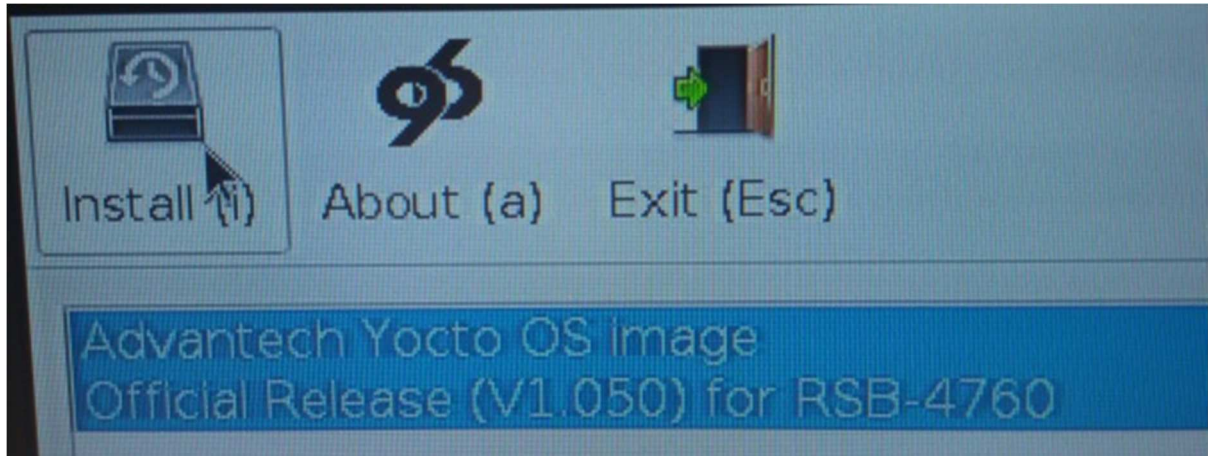 Install (i) About (a) Exit (Esc)
Advantech Yocto OS image
Official Release (V1.050) for RSB-4760